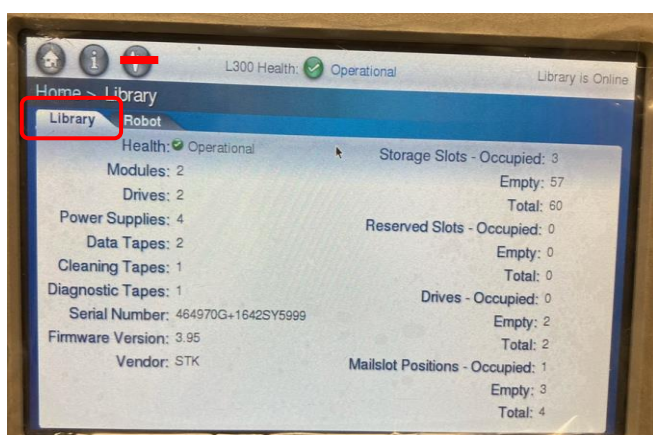 L300 Health: Operational
Library is Online
Home > Library
Library
Robot
Health: Operational
Modules: 2
Drives: 2
Power Supplies: 4
Data Tapes: 2
Cleaning Tapes: 1
Diagnostic Tapes: 1
Serial Number: 464970G+1642SY5999
Firmware Version: 3.95
Vendor: STK
Storage Slots - Occupied: 3
Empty: 57
Total: 60
Reserved Slots - Occupied: 0
Empty: 0
Total: 0
Drives - Occupied: 0
Empty: 2
Total: 2
Mailslot Positions - Occupied: 1
Empty: 3
Total: 4